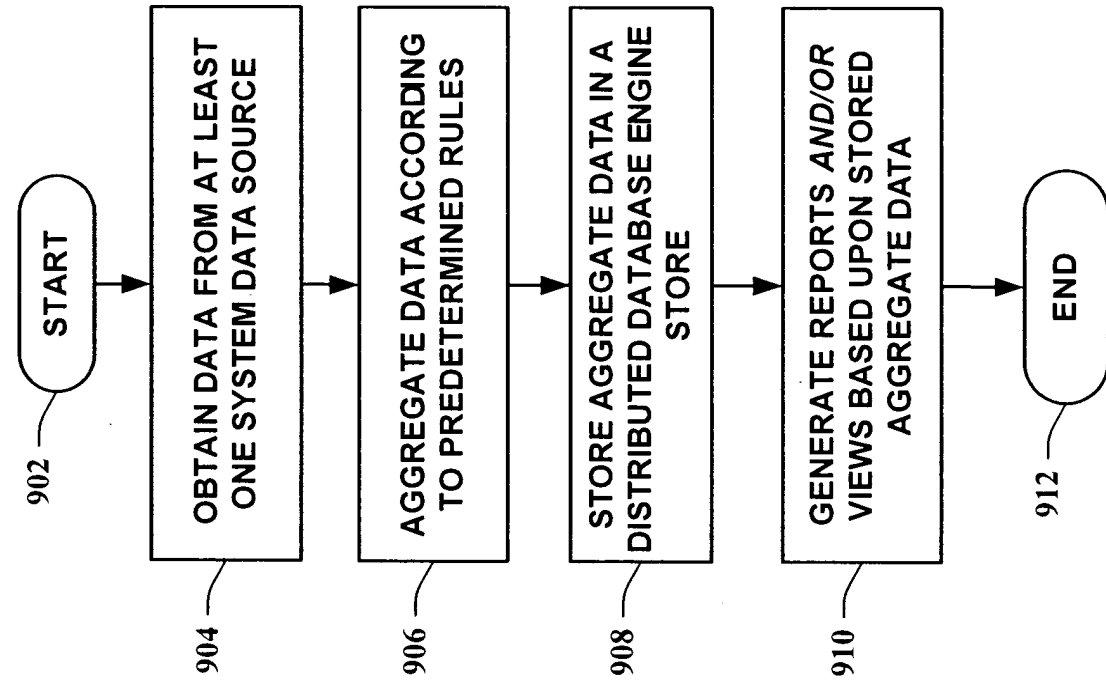 START
902
OBTAIN DATA FROM AT LEAST
ONE SYSTEM DATA SOURCE
904
AGGREGATE DATA ACCORDING
TO PREDETERMINED RULES
906
STORE AGGREGATE DATA IN A
DISTRIBUTED DATABASE ENGINE
STORE
908
GENERATE REPORTS AND/OR
VIEWS BASED UPON STORED
AGGREGATE DATA
910
END
912